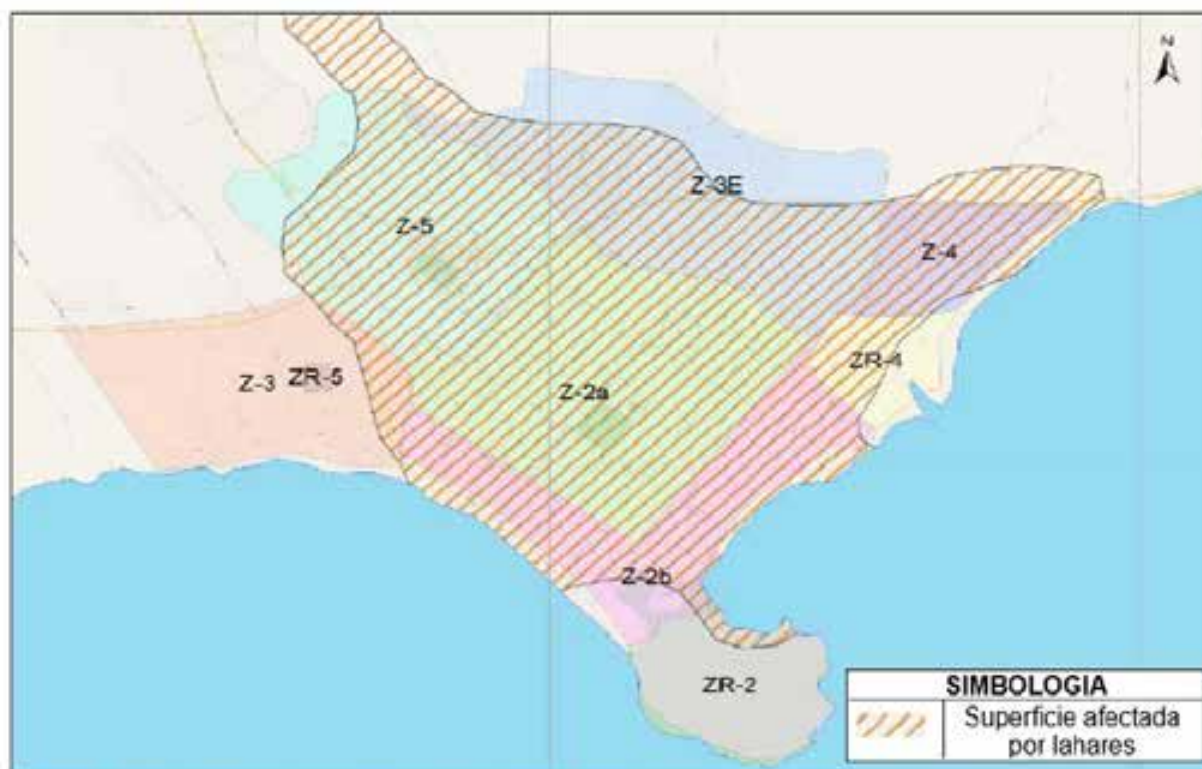 N
Z-3E
Z-5
Z-4
ZR-4
Z-3
ZR-5
Z-2a
Z-2b
ZR-2
SIMBOLOGIA
Superficie afectada
por lahares